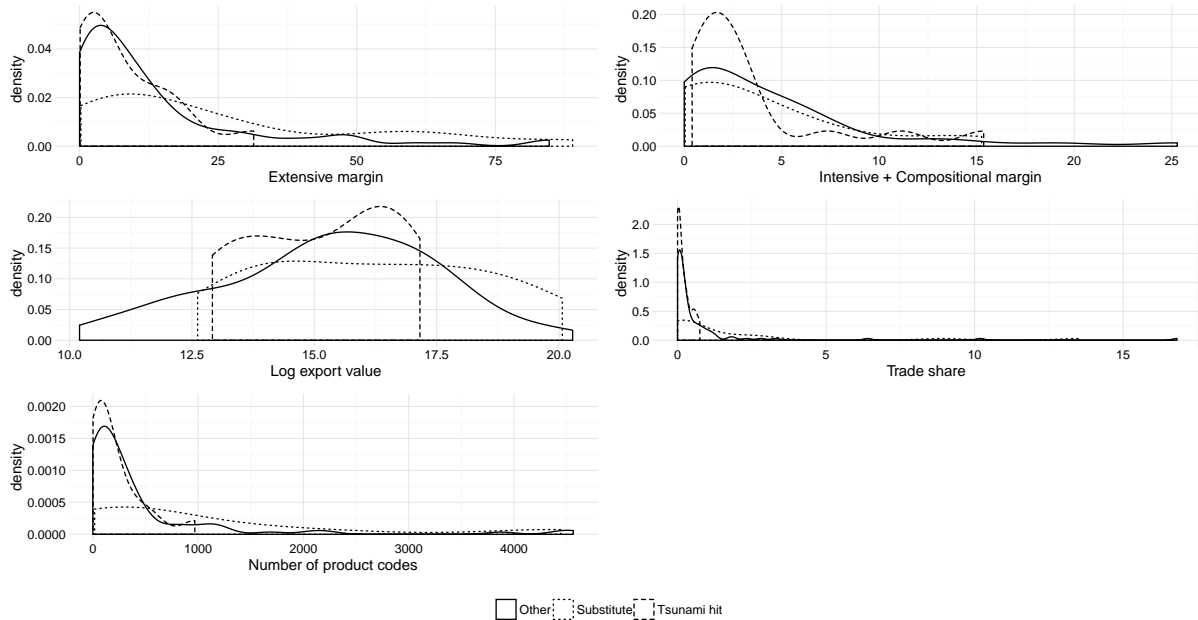 0.04
0.02
0.00
density
0 25 50 75
Extensive margin
0.20
0.15
0.10
0.05
0.00
density
0 5 10 15 20 25
Intensive + Compositional margin
0.20
0.15
0.10
0.05
0.00
density
10.0 12.5 15.0 17.5 20.0
Log export value
2.0
1.5
1.0
0.5
0.0
density
0 5 10 15
Trade share
0.0020
0.0015
0.0010
0.0005
0.0000
density
0 1000 2000 3000 4000
Number of product codes
Other Substitute Tsunami hit